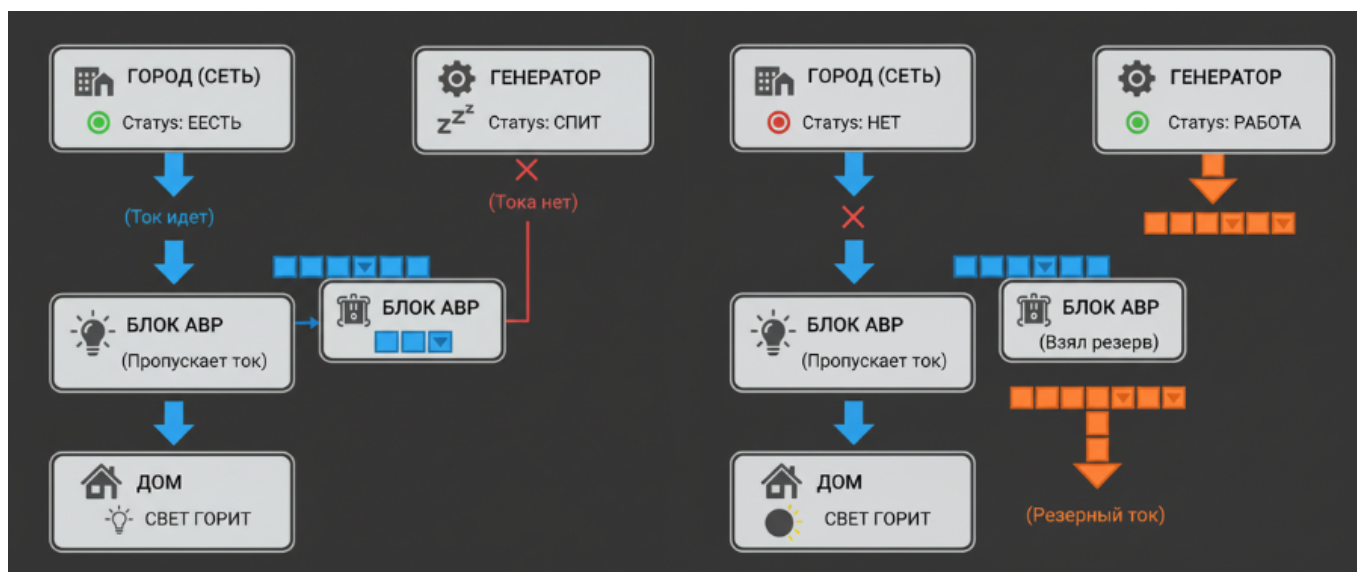 ГОРОД (СЕТЬ)
Статус: ЕЕСТЬ
(Ток идет)
БЛОК АВР
(Пропускает ток)
ДОМ
СВЕТ ГОРИТ
ГЕНЕРАТОР
zzz
Статус: СПИТ
(Тока нет)
БЛОК АВР
ГОРОД (СЕТЬ)
Статус: НЕТ
БЛОК АВР
(Пропускает ток)
ДОМ
СВЕТ ГОРИТ
ГЕНЕРАТОР
Статус: РАБОТА
БЛОК АВР
(Взял резерв)
(Резерный ток)